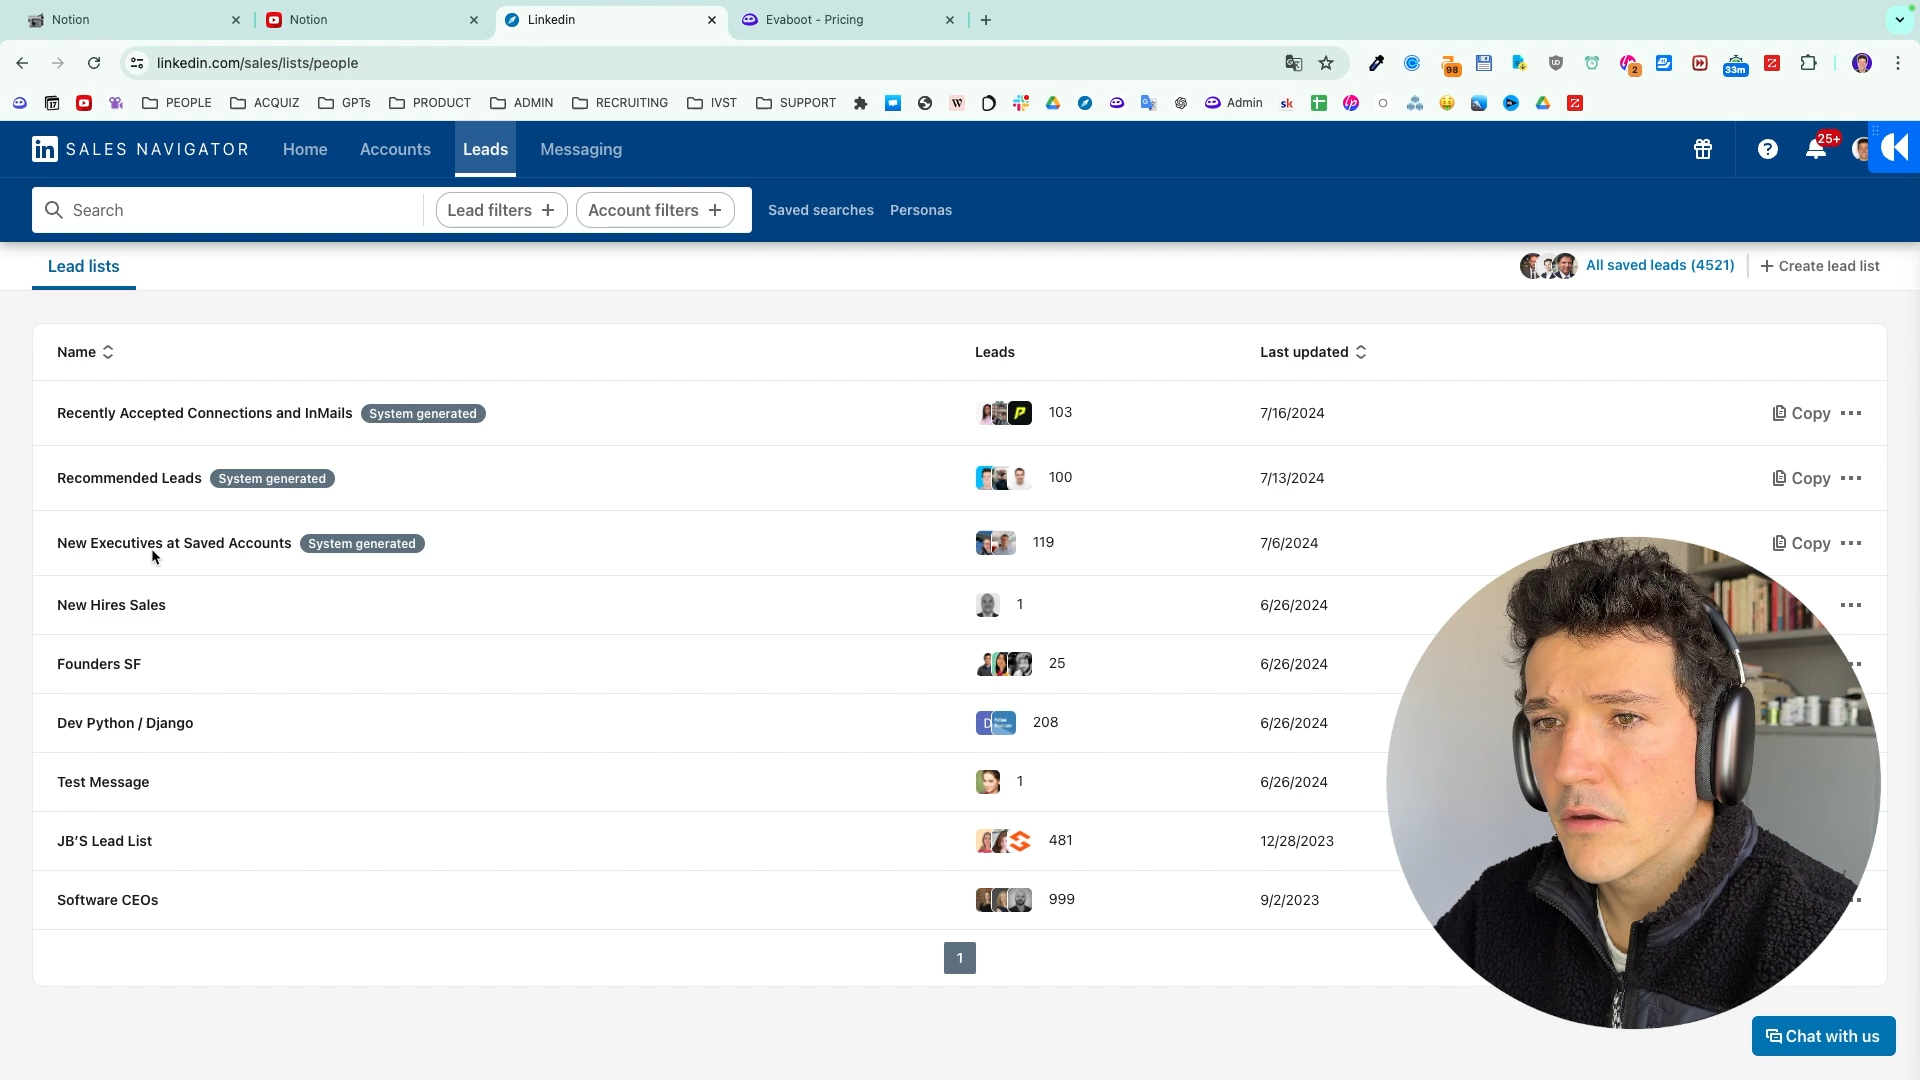 Notion
Notion
Linkedin
Evaboot - Pricing
linkedin.com/sales/lists/people
98
2
33m
PEOPLE
ACQUIZ
GPTs
PRODUCT
ADMIN
RECRUITING
IVST
SUPPORT
Admin
sk
in SALES NAVIGATOR
Home
Accounts
Leads
Messaging
25+
Search
Lead filters +
Account filters +
Saved searches
Personas
Lead lists
All saved leads (4521)
+ Create lead list
Name
Leads
Last updated
Recently Accepted Connections and InMails System generated 103 7/16/2024 Copy
Recommended Leads System generated 100 7/13/2024 Copy
New Executives at Saved Accounts System generated 119 7/6/2024 Copy
New Hires Sales 1 6/26/2024
Founders SF 25 6/26/2024
Dev Python / Django 208 6/26/2024
Test Message 1 6/26/2024
JB'S Lead List 481 12/28/2023
Software CEOs 999 9/2/2023
1
Chat with us